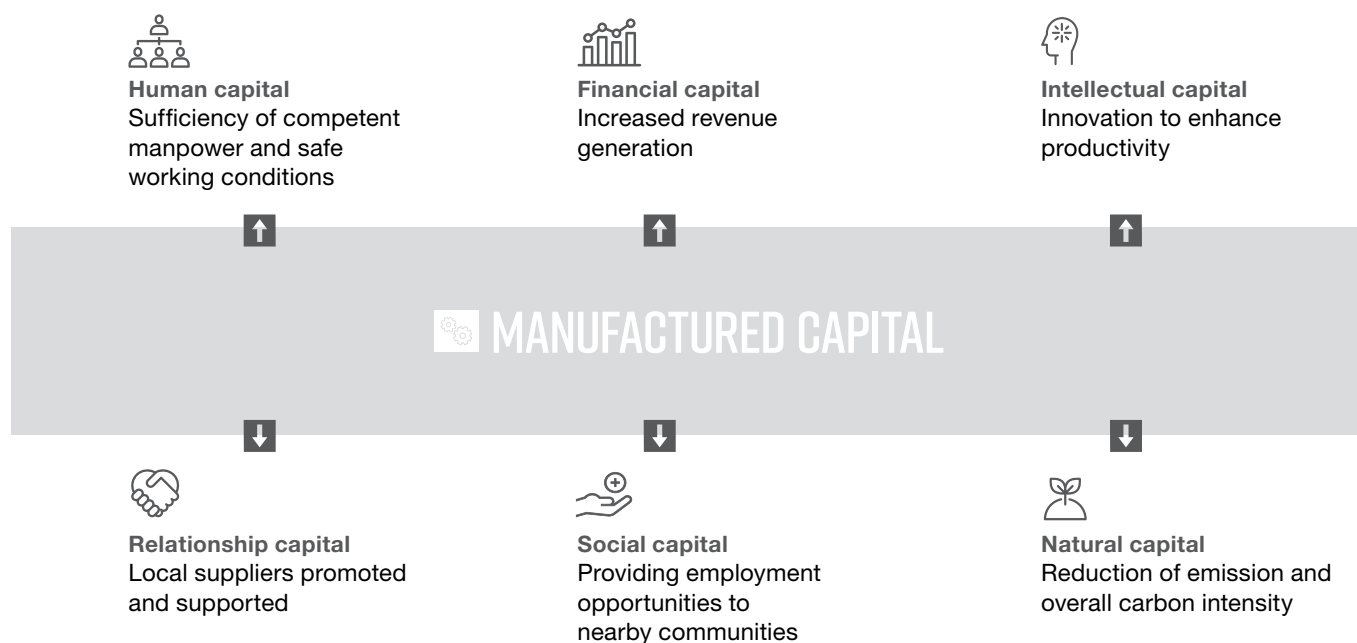 Human capital
Sufficiency of competent
manpower and safe
working conditions
Financial capital
Increased revenue
generation
Intellectual capital
Innovation to enhance
productivity
MANUFACTURED CAPITAL
Relationship capital
Local suppliers promoted
and supported
Social capital
Providing employment
opportunities to
nearby communities
Natural capital
Reduction of emission and
overall carbon intensity